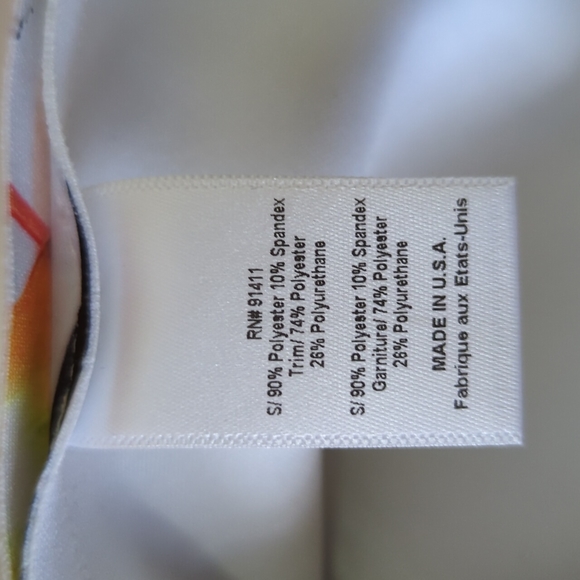 RN# 91411
S/ 90% Polyester 10% Spandex
Trim/ 74% Polyester
26% Polyurethane
S/ 90% Polyester 10% Spandex
Garniture/ 74% Polyester
26% Polyurethane
MADE IN U.S.A.
Fabrique aux Etats-Unis